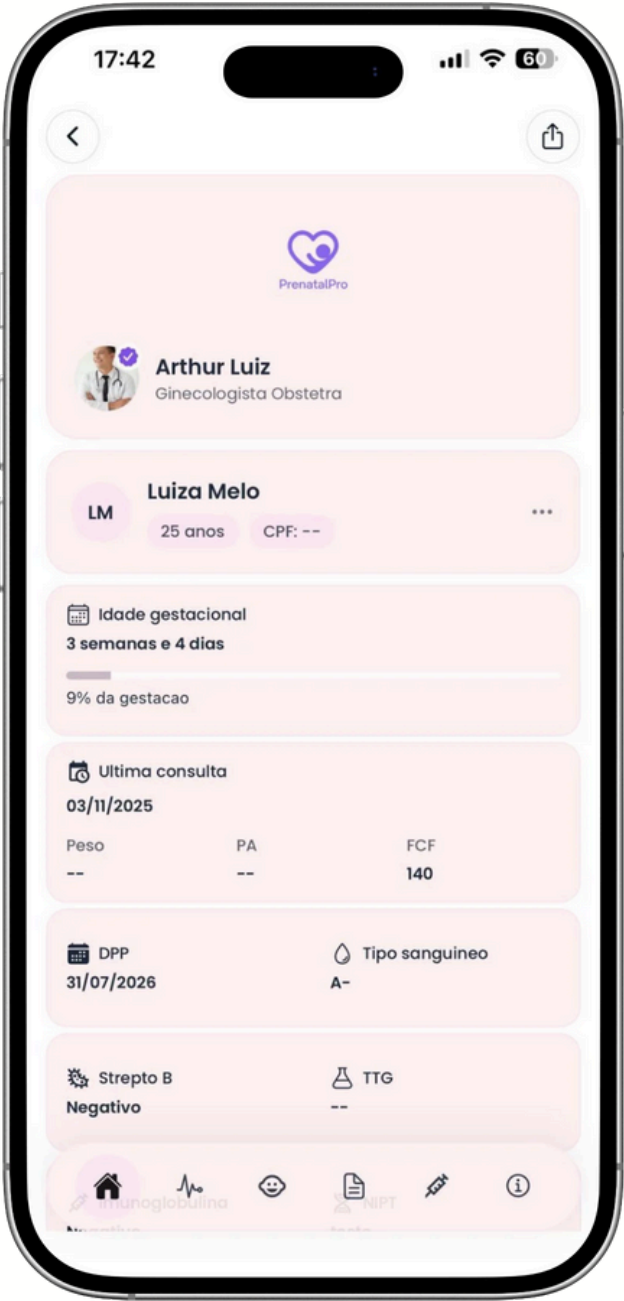 17:42
60
PrenatalPro
Arthur Luiz
Ginecologista Obstetra
LM
Luiza Melo
25 anos
CPF: --
Idade gestacional
3 semanas e 4 dias
9% da gestacao
Ultima consulta
03/11/2025
Peso PA FCF
-- -- 140
DPP Tipo sanguineo
31/07/2026 A-
Strepto B TTG
Negativo --
Imunoglobulina NIPT